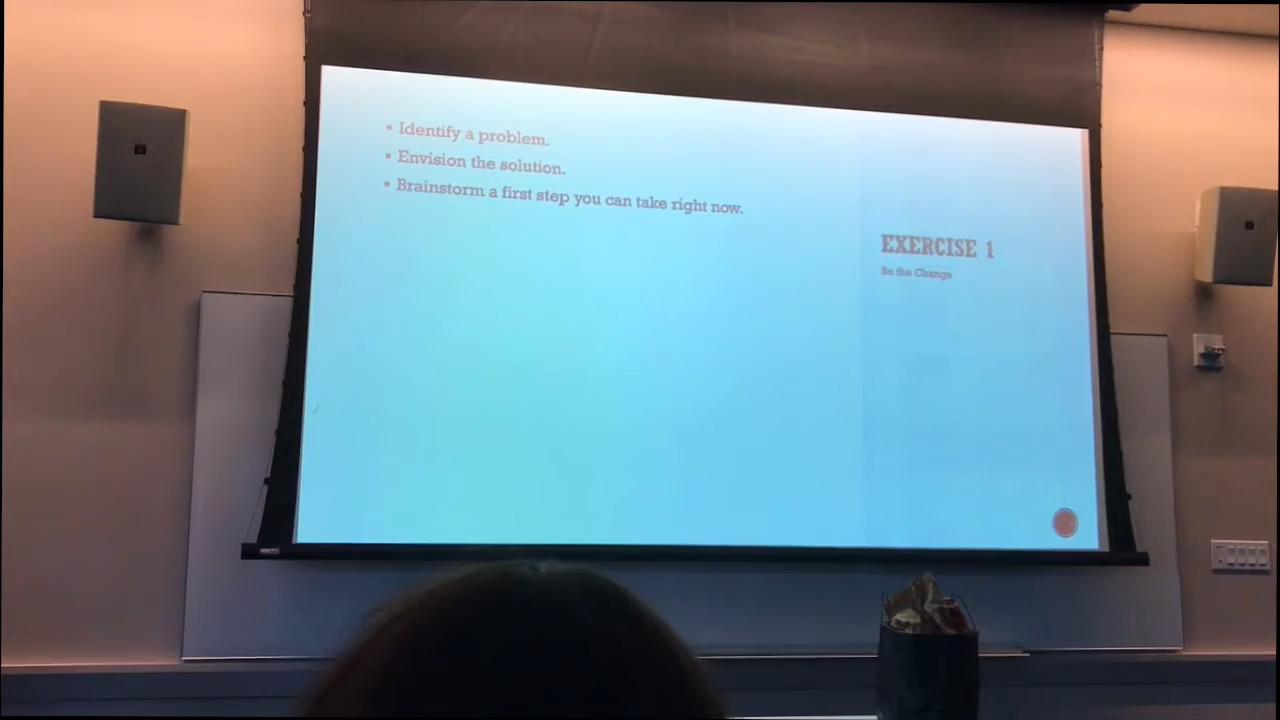 Identify a problem.
Envision the solution.
Brainstorm a first step you can take right now.
EXERCISE 1
Be the Change